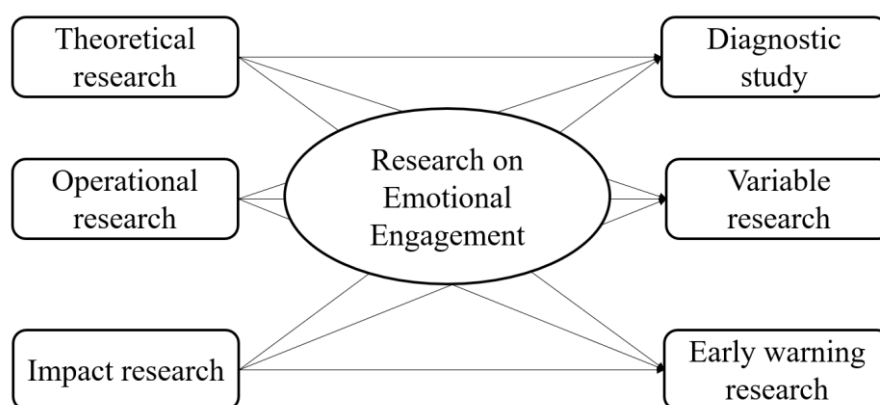 Theoretical
research
Diagnostic
study
Research on
Emotional
Engagement
Operational
research
Variable
research
Impact research
Early warning
research